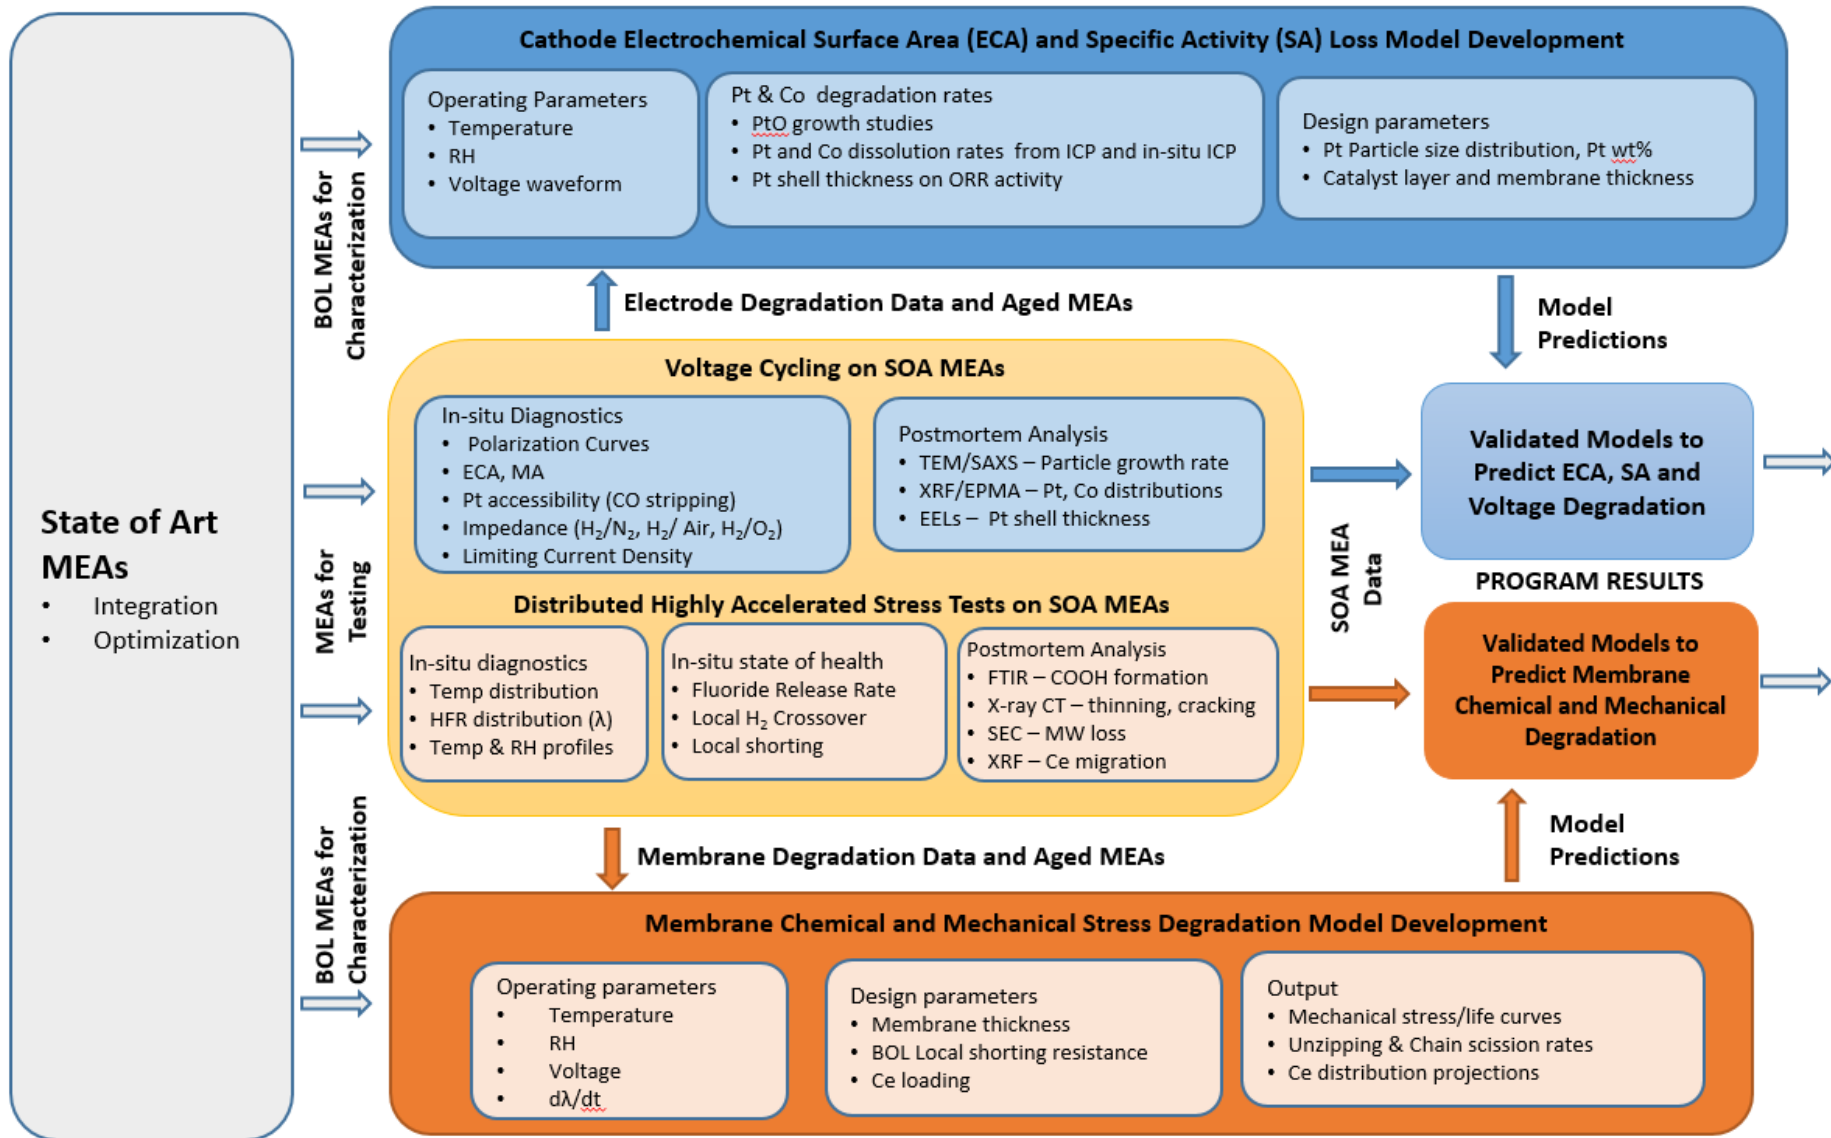 State of Art
MEAs
• Integration
• Optimization
BOL MEAs for
Characterization
MEAs for
Testing
BOL MEAs for
Characterization
Cathode Electrochemical Surface Area (ECA) and Specific Activity (SA) Loss Model Development
Operating Parameters
• Temperature
• RH
• Voltage waveform
Pt & Co degradation rates
• PtO growth studies
• Pt and Co dissolution rates from ICP and in-situ ICP
• Pt shell thickness on ORR activity
Design parameters
• Pt Particle size distribution, Pt wt%
• Catalyst layer and membrane thickness
Electrode Degradation Data and Aged MEAs
Model
Predictions
Voltage Cycling on SOA MEAs
In-situ Diagnostics
• Polarization Curves
• ECA, MA
• Pt accessibility (CO stripping)
• Impedance (H₂/N₂, H₂/ Air, H₂/O₂)
• Limiting Current Density
Postmortem Analysis
• TEM/SAXS – Particle growth rate
• XRF/EPMA – Pt, Co distributions
• EELs – Pt shell thickness
Distributed Highly Accelerated Stress Tests on SOA MEAs
In-situ diagnostics
• Temp distribution
• HFR distribution (λ)
• Temp & RH profiles
In-situ state of health
• Fluoride Release Rate
• Local H₂ Crossover
• Local shorting
Postmortem Analysis
• FTIR – COOH formation
• X-ray CT – thinning, cracking
• SEC – MW loss
• XRF – Ce migration
SOA MEA
Data
Validated Models to
Predict ECA, SA and
Voltage Degradation
PROGRAM RESULTS
Validated Models to
Predict Membrane
Chemical and Mechanical
Degradation
Membrane Degradation Data and Aged MEAs
Model
Predictions
Membrane Chemical and Mechanical Stress Degradation Model Development
Operating parameters
• Temperature
• RH
• Voltage
• dλ/dt
Design parameters
• Membrane thickness
• BOL Local shorting resistance
• Ce loading
Output
• Mechanical stress/life curves
• Unzipping & Chain scission rates
• Ce distribution projections